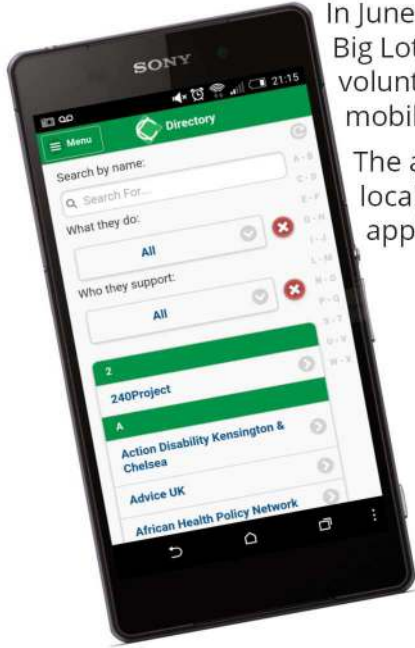 In June
Big Lot
volunt
mobil
The a
loca
app
SONY
21:15
Menu
Directory
Search by name:
Search For...
What they do:
All
Who they support:
All
2
240Project
A
Action Disability Kensington &
Chelsea
Advice UK
African Health Policy Network
A - B
C - D
E - F
G - H
I - J
L - M
N - O
P - Q
S - T
U - V
W - X